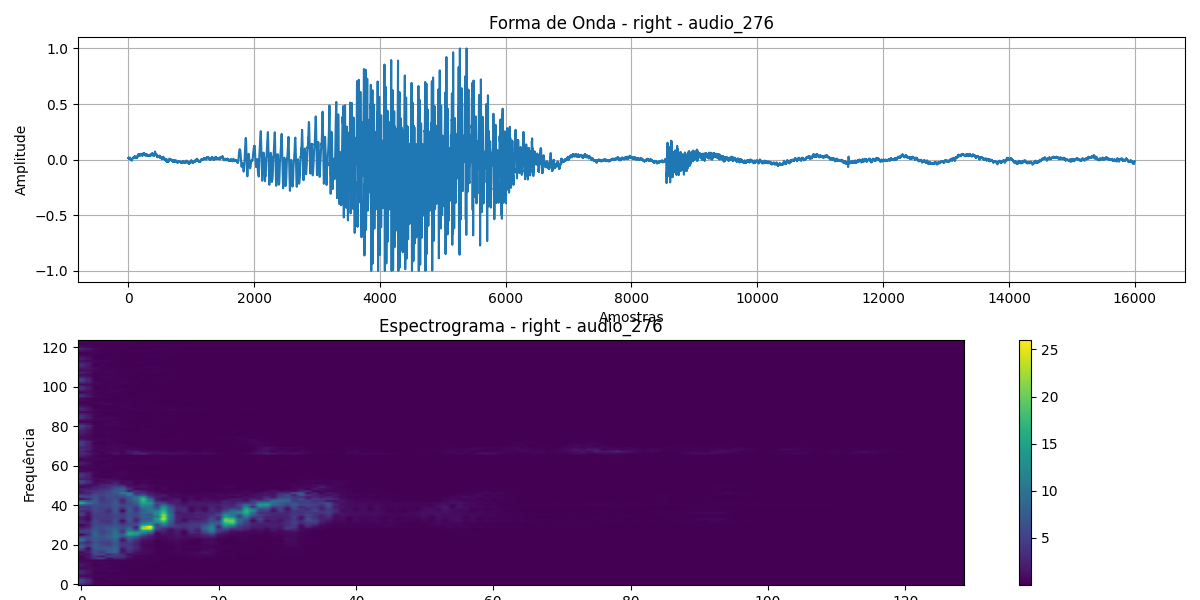 Forma de Onda - right - audio_276
Amplitude
1.0
0.5
0.0
−0.5
−1.0
0 2000 4000 6000 8000 10000 12000 14000 16000
Amostras
Espectrograma - right - audio_276
Frequência
120
100
80
60
40
20
0
0 20 40 60 80 100 120
25
20
15
10
5